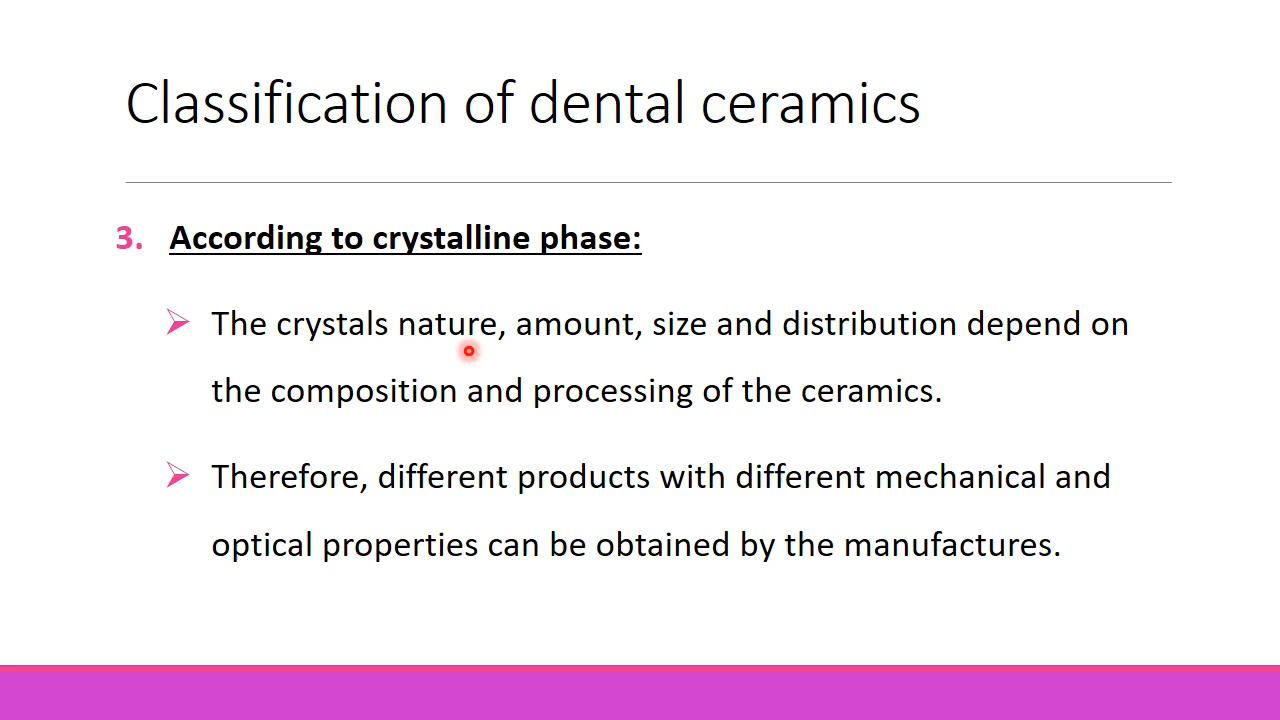 Classification of dental ceramics
3. According to crystalline phase:
The crystals nature, amount, size and distribution depend on
the composition and processing of the ceramics.
Therefore, different products with different mechanical and
optical properties can be obtained by the manufactures.